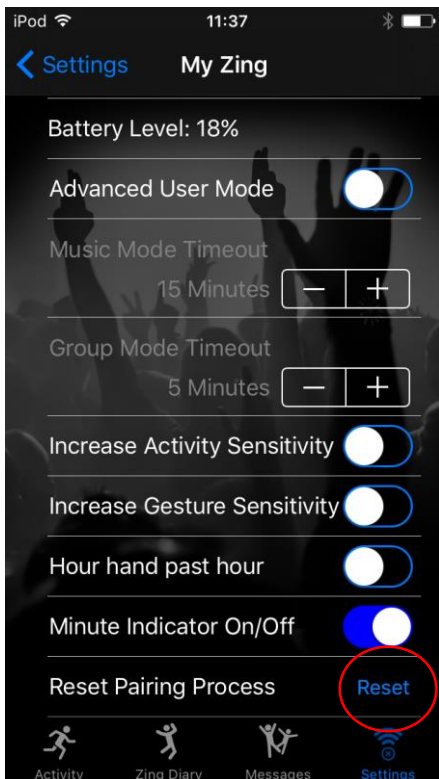 iPod 11:37
Settings My Zing
Battery Level: 18%
Advanced User Mode
Music Mode Timeout
15 Minutes − +
Group Mode Timeout
5 Minutes − +
Increase Activity Sensitivity
Increase Gesture Sensitivity
Hour hand past hour
Minute Indicator On/Off
Reset Pairing Process Reset
Activity Zing Diary Messages Settings